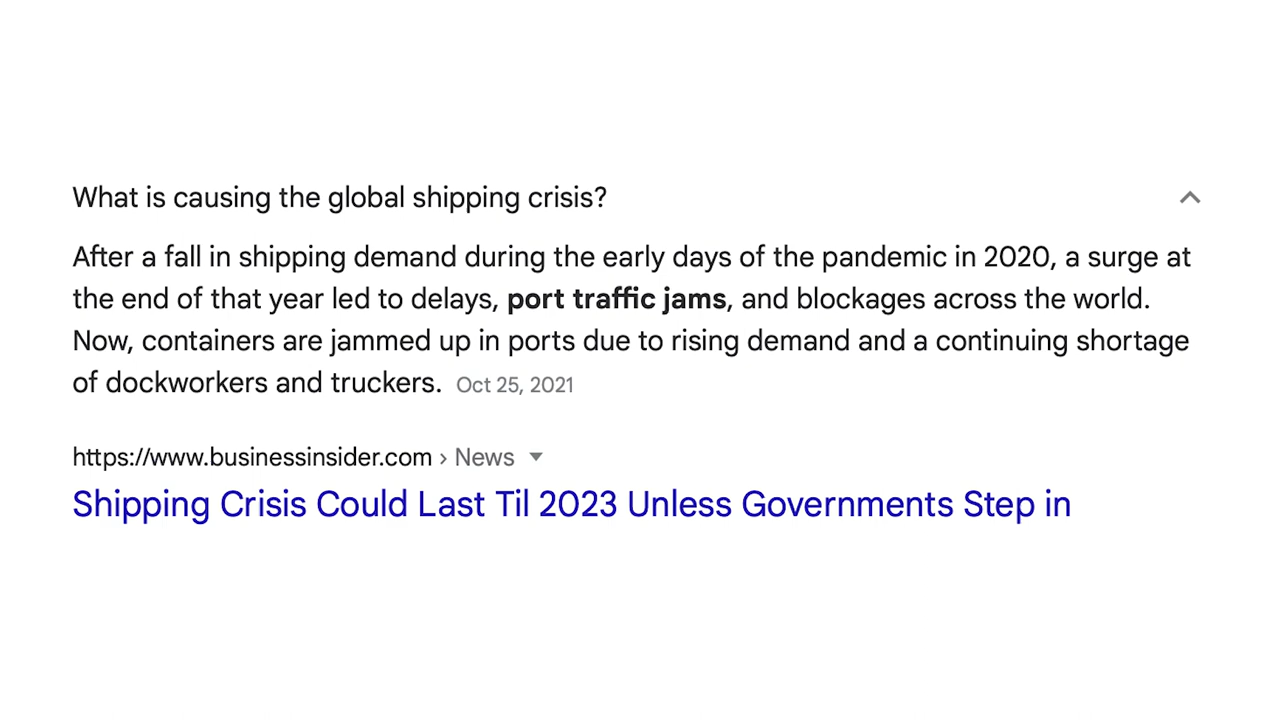 What is causing the global shipping crisis?
After a fall in shipping demand during the early days of the pandemic in 2020, a surge at
the end of that year led to delays, port traffic jams, and blockages across the world.
Now, containers are jammed up in ports due to rising demand and a continuing shortage
of dockworkers and truckers. Oct 25, 2021
https://www.businessinsider.com › News
Shipping Crisis Could Last Til 2023 Unless Governments Step in